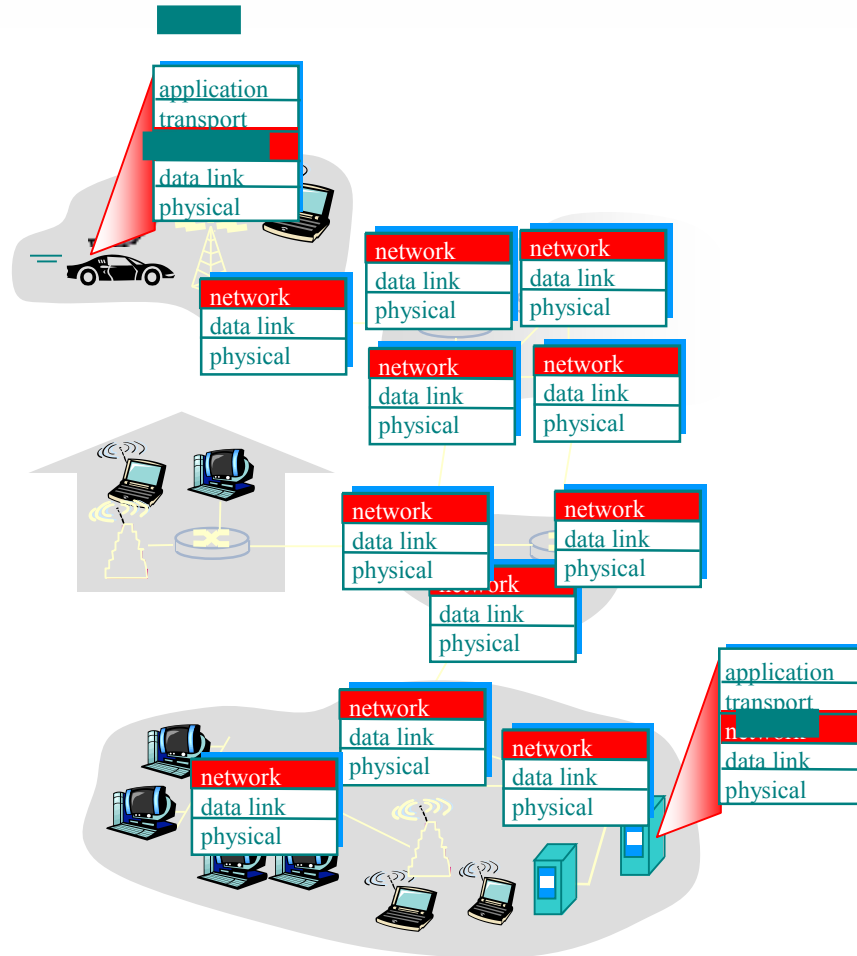 application
transport
data link
physical
network
data link
physical
network
data link
physical
network
data link
physical
network
data link
physical
network
data link
physical
network
data link
physical
network
data link
physical
network
data link
physical
application
transport
network
data link
physical
network
data link
physical
network
data link
physical
network
data link
physical